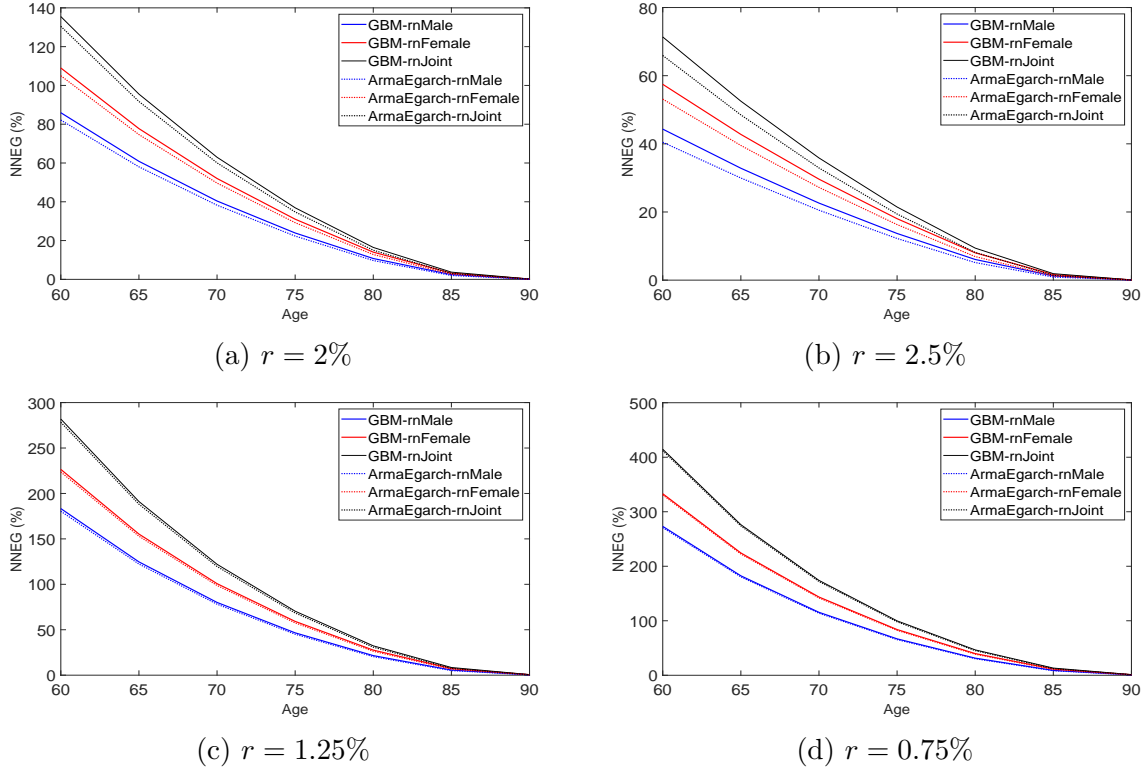 140
120
100
80
60
40
20
0
NNEG (%)
60 65 70 75 80 85 90
Age
GBM-rnMale
GBM-rnFemale
GBM-rnJoint
ArmaEgarch-rnMale
ArmaEgarch-rnFemale
ArmaEgarch-rnJoint
(a) r = 2%
80
60
40
20
0
NNEG (%)
60 65 70 75 80 85 90
Age
GBM-rnMale
GBM-rnFemale
GBM-rnJoint
ArmaEgarch-rnMale
ArmaEgarch-rnFemale
ArmaEgarch-rnJoint
(b) r = 2.5%
300
250
200
150
100
50
0
NNEG (%)
60 65 70 75 80 85 90
Age
GBM-rnMale
GBM-rnFemale
GBM-rnJoint
ArmaEgarch-rnMale
ArmaEgarch-rnFemale
ArmaEgarch-rnJoint
(c) r = 1.25%
500
400
300
200
100
0
NNEG (%)
60 65 70 75 80 85 90
Age
GBM-rnMale
GBM-rnFemale
GBM-rnJoint
ArmaEgarch-rnMale
ArmaEgarch-rnFemale
ArmaEgarch-rnJoint
(d) r = 0.75%